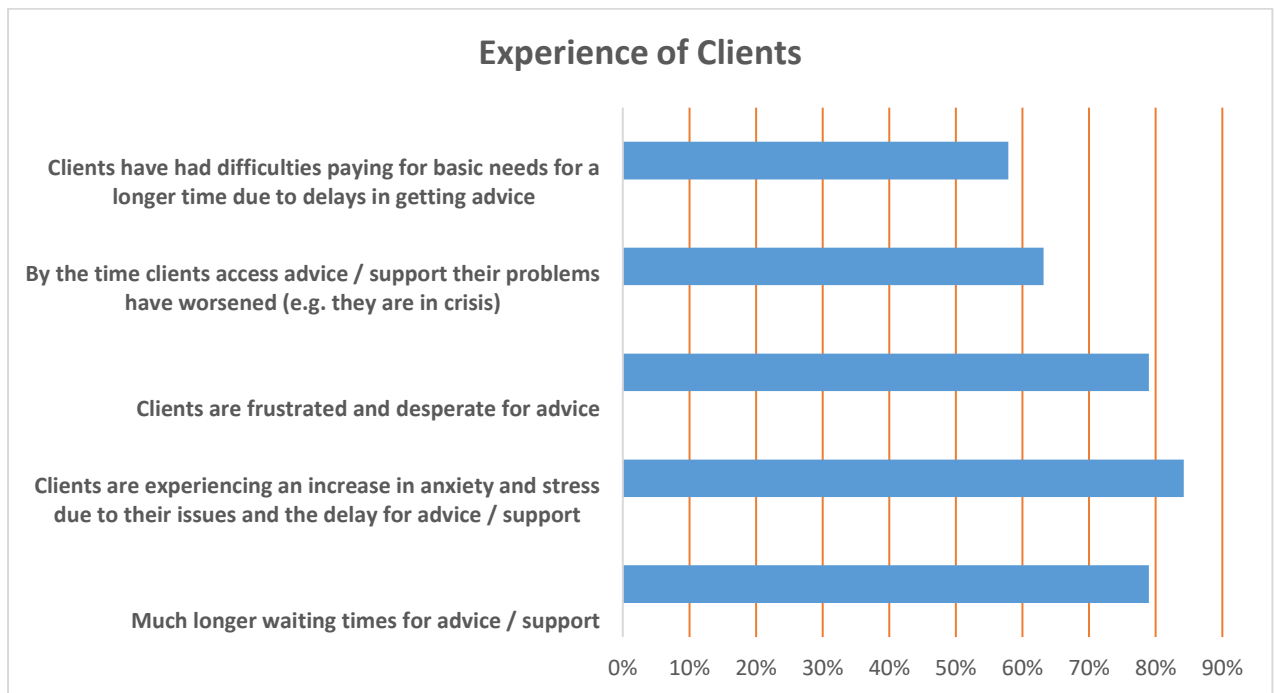 Experience of Clients
Clients have had difficulties paying for basic needs for a
longer time due to delays in getting advice
By the time clients access advice / support their problems
have worsened (e.g. they are in crisis)
Clients are frustrated and desperate for advice
Clients are experiencing an increase in anxiety and stress
due to their issues and the delay for advice / support
Much longer waiting times for advice / support
0% 10% 20% 30% 40% 50% 60% 70% 80% 90%